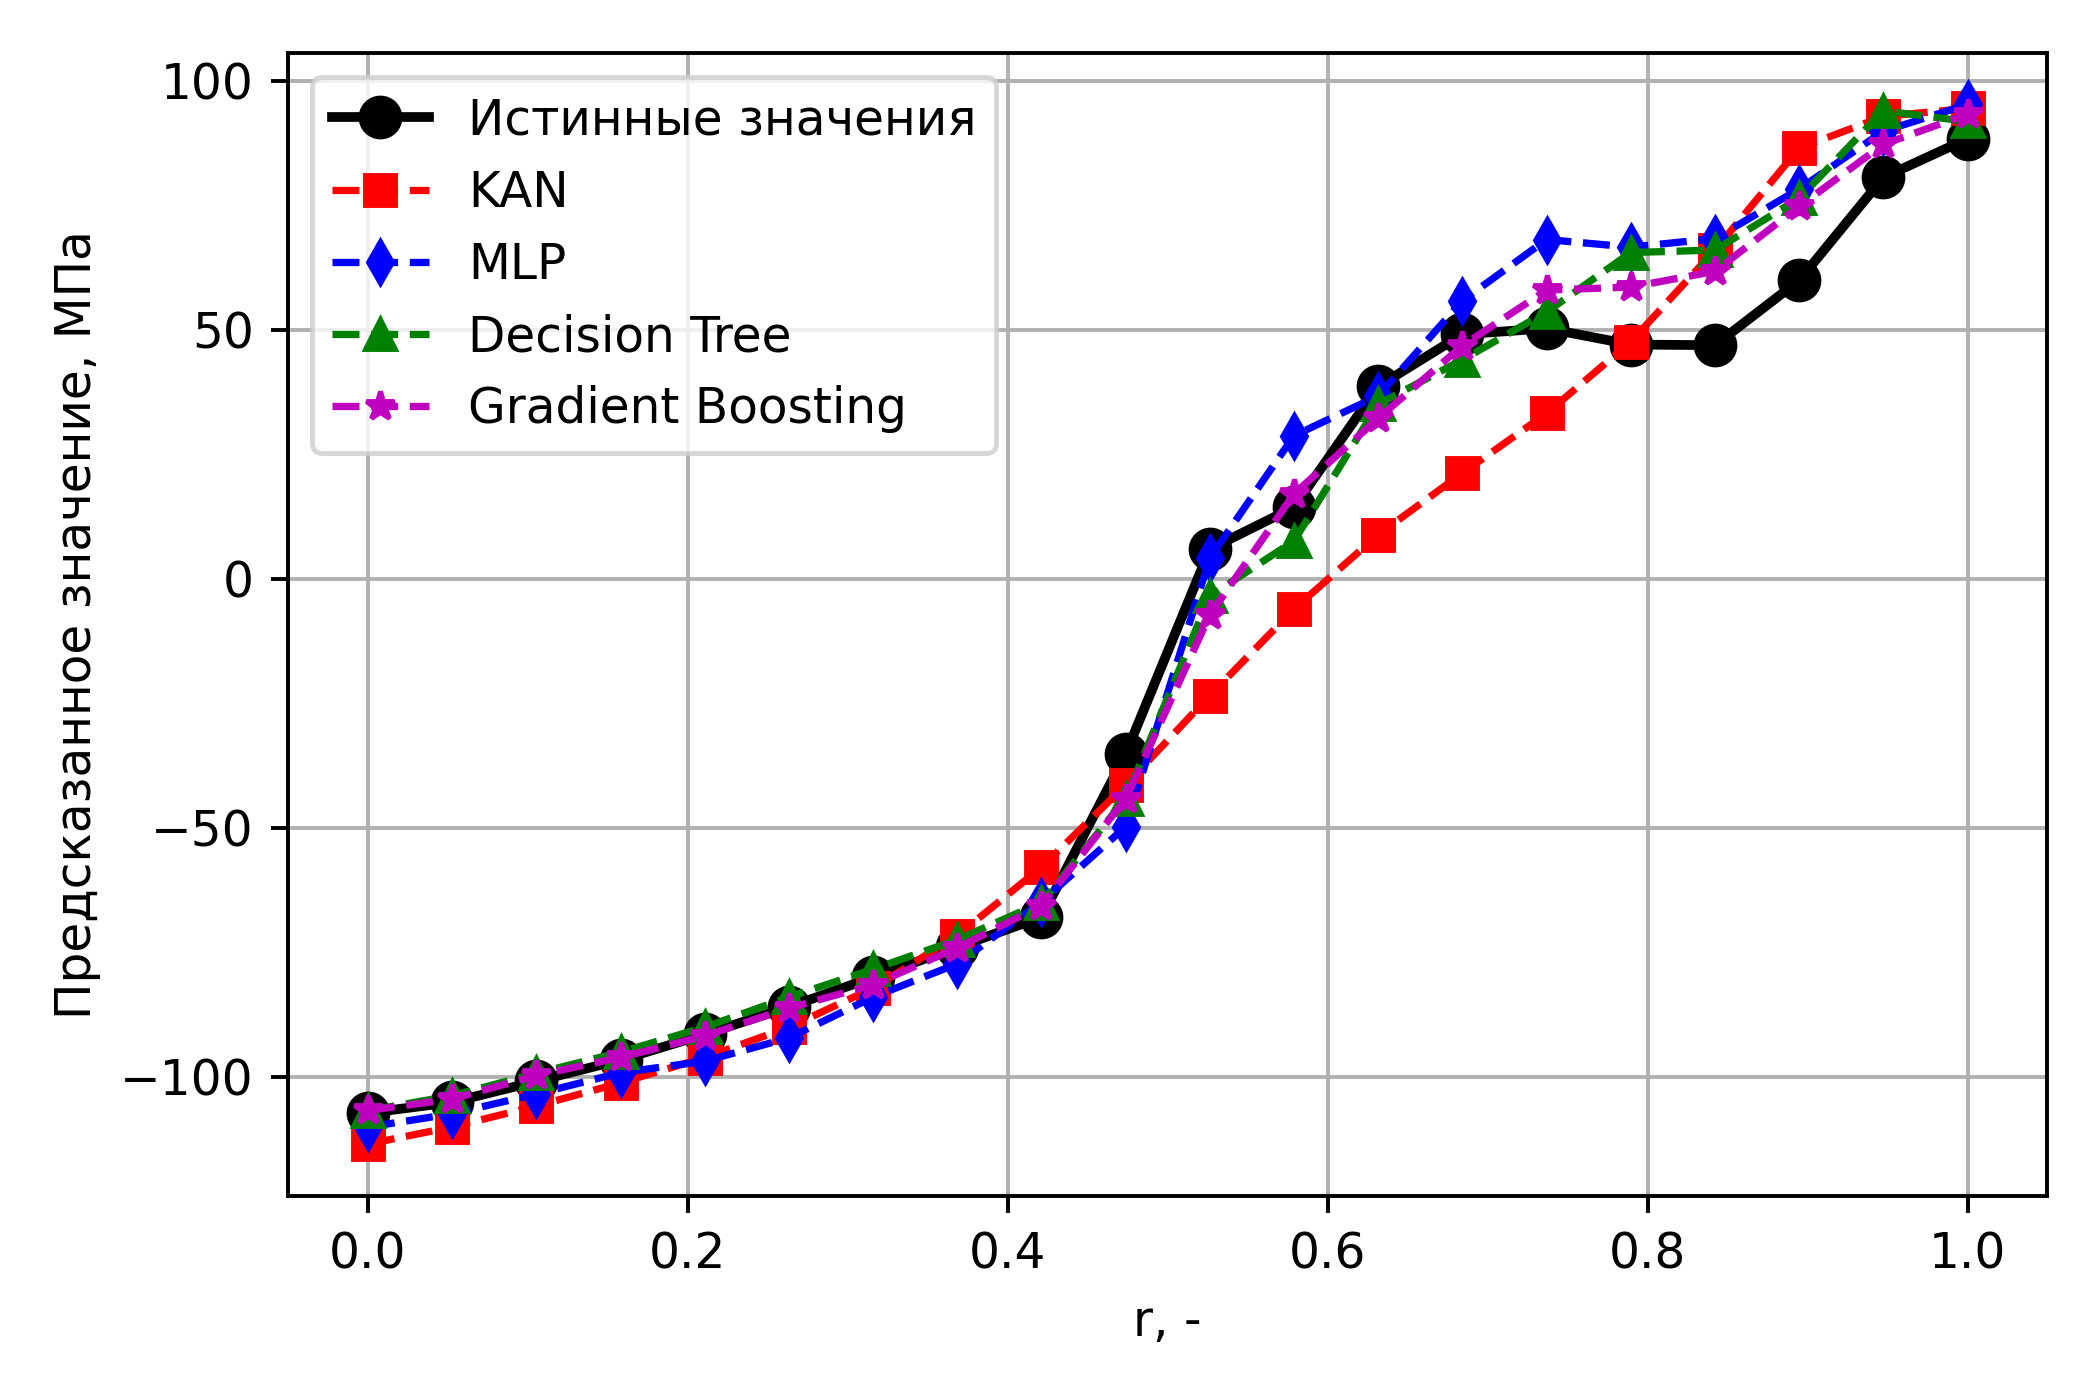 Предсказанное значение, МПа
100
50
0
−50
−100
Истинные значения
KAN
MLP
Decision Tree
Gradient Boosting
0.0
0.2
0.4
0.6
0.8
1.0
r, -